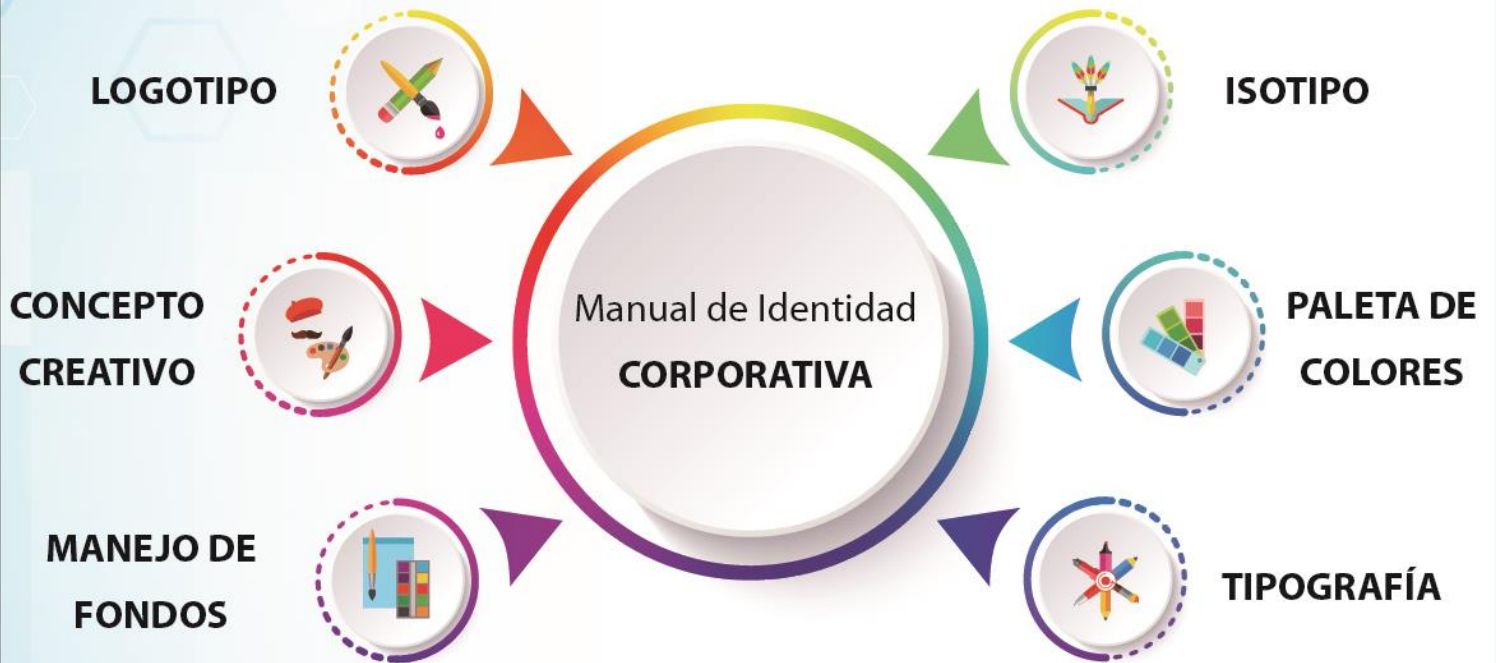 LOGOTIPO
ISOTIPO
CONCEPTO
CREATIVO
Manual de Identidad
CORPORATIVA
PALETA DE
COLORES
MANEJO DE
FONDOS
TIPOGRAFÍA